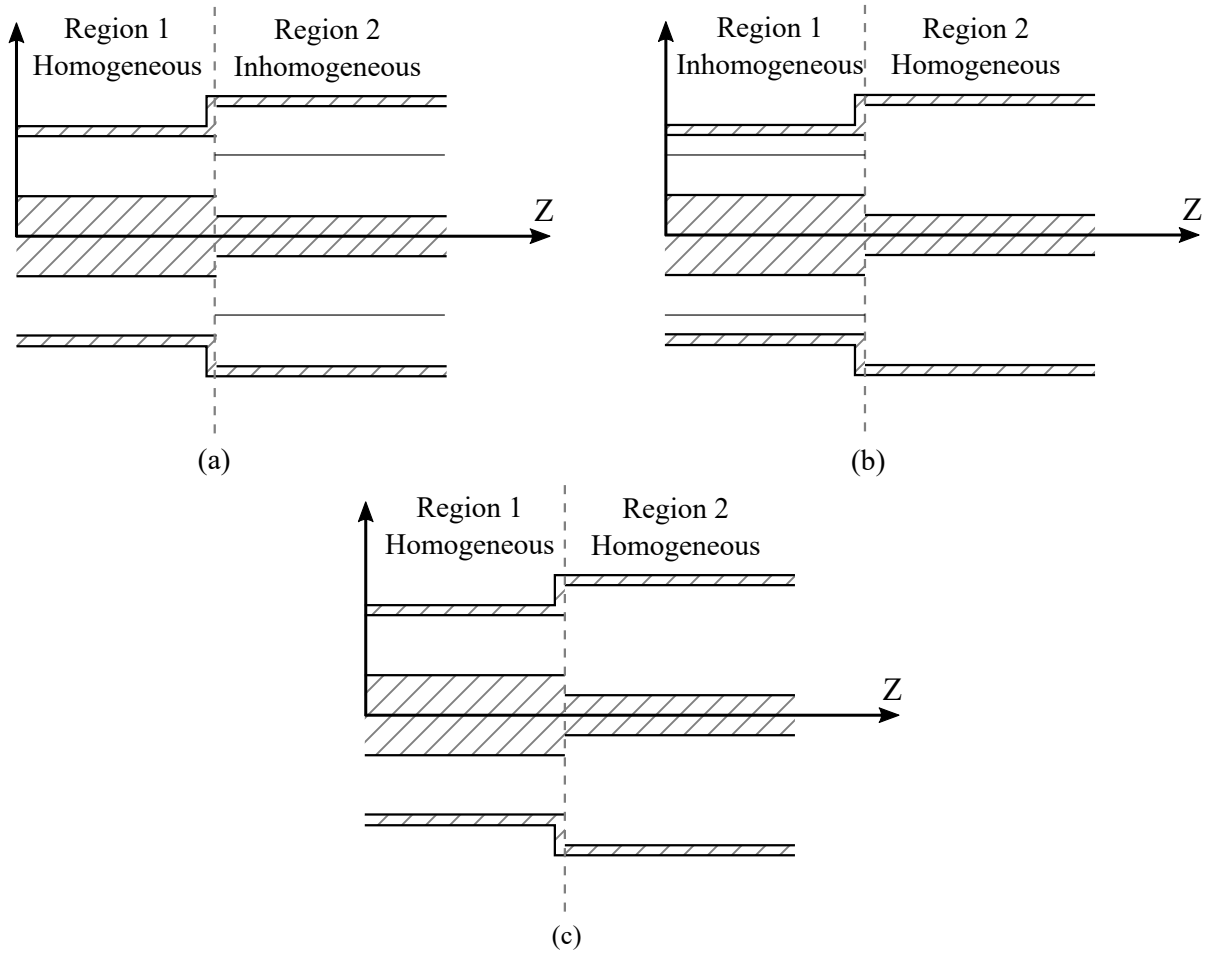 Region 1
Homogeneous
Region 2
Inhomogeneous
Z
(a)
Region 1
Inhomogeneous
Region 2
Homogeneous
Z
(b)
Region 1
Homogeneous
Region 2
Homogeneous
Z
(c)